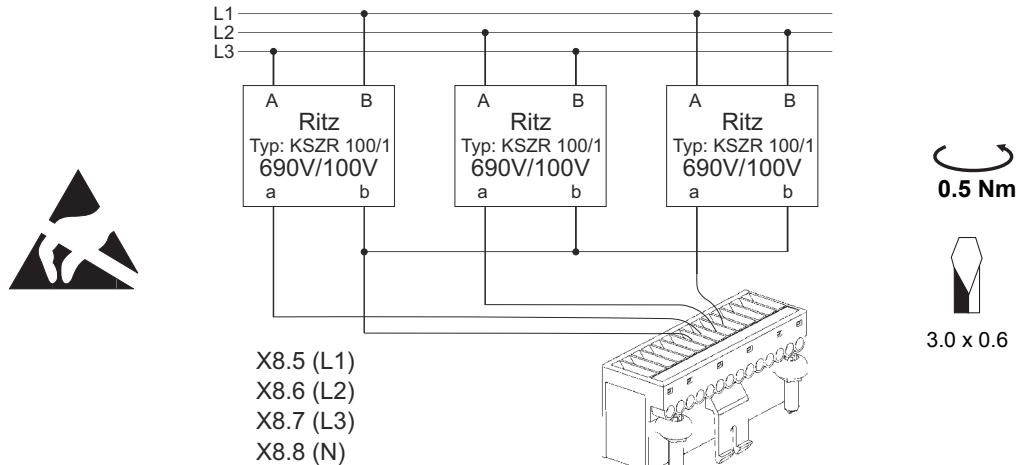 L1
L2
L3
A B
Ritz
Typ: KSZR 100/1
690V/100V
a b
A B
Ritz
Typ: KSZR 100/1
690V/100V
a b
A B
Ritz
Typ: KSZR 100/1
690V/100V
a b
0.5 Nm
3.0 x 0.6
X8.5 (L1)
X8.6 (L2)
X8.7 (L3)
X8.8 (N)